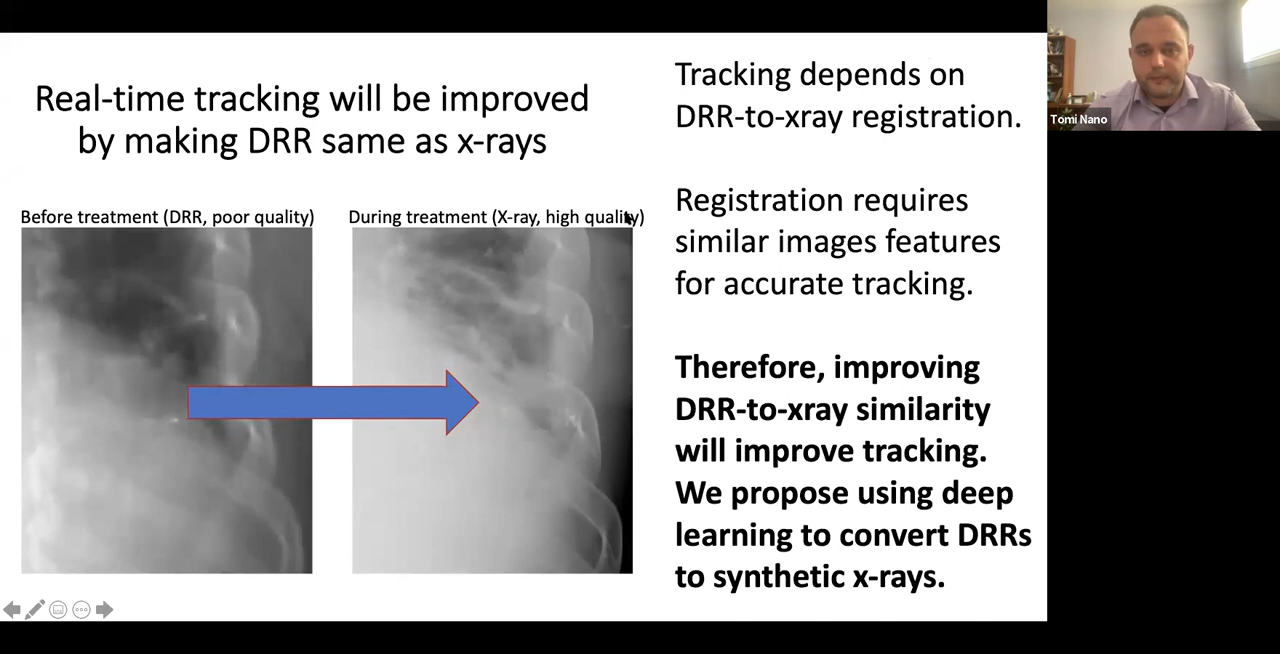 Real-time tracking will be improved
by making DRR same as x-rays
Before treatment (DRR, poor quality)
During treatment (X-ray, high quality)
Tracking depends on
DRR-to-xray registration.
Registration requires
similar images features
for accurate tracking.
Therefore, improving
DRR-to-xray similarity
will improve tracking.
We propose using deep
learning to convert DRRs
to synthetic x-rays.
Tomi Nano